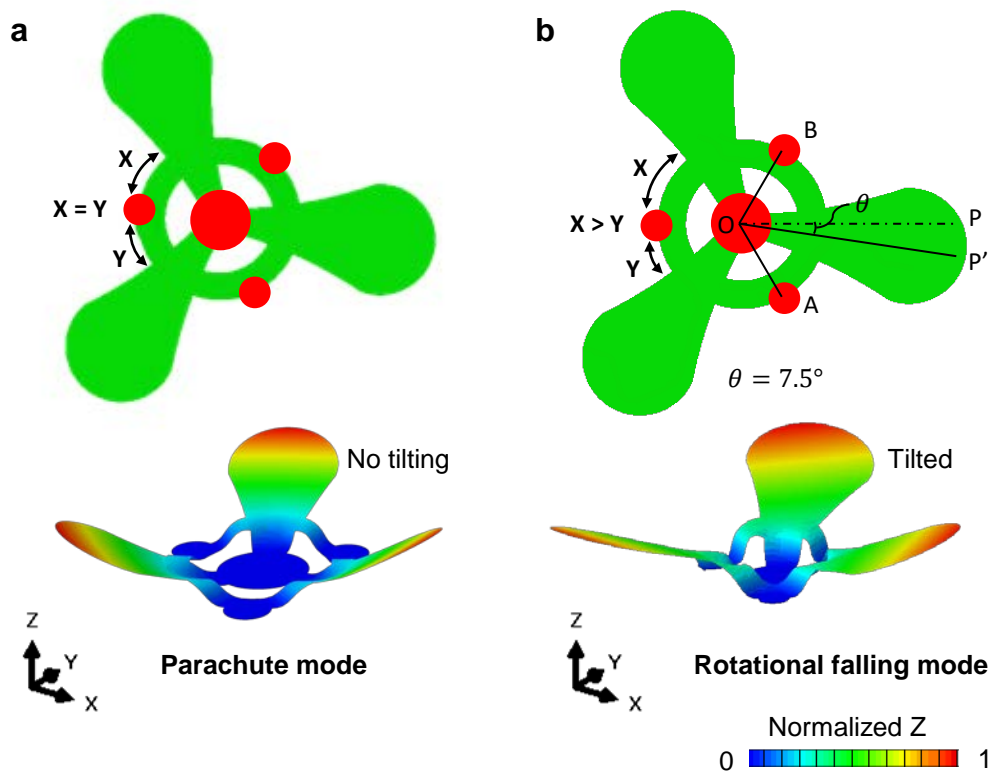 a
X
X = Y
Y
No tilting
Z
Y
X
Parachute mode
b
B
X
θ
X > Y
O
P
Y
P’
A
θ = 7.5°
Tilted
Z
Y
X
Rotational falling mode
Normalized Z
0 1